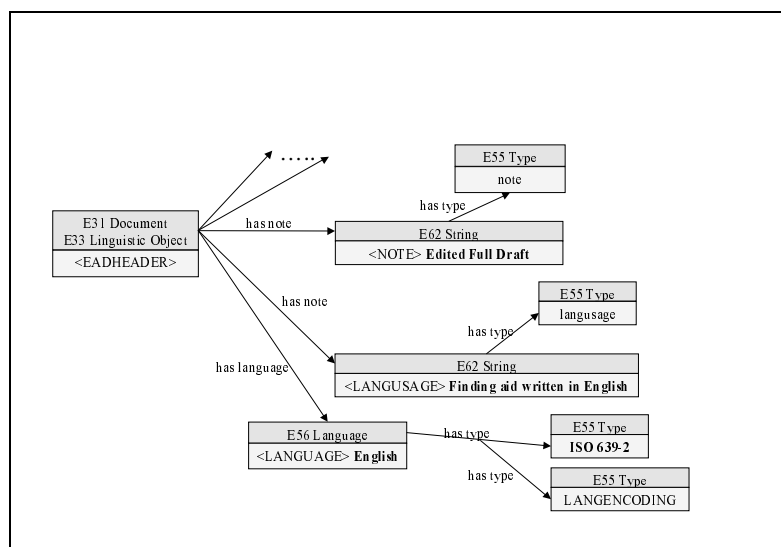 .....
E55 Type
note
has type
E31 Document
E33 Linguistic Object
<EADHEADER>
has note
E62 String
<NOTE> Edited Full Draft
E55 Type
langusage
has note
has type
has language
E62 String
<LANGUSAGE> Finding aid written in English
E56 Language
<LANGUAGE> English
has type
E55 Type
ISO 639-2
has type
E55 Type
LANGENCODING